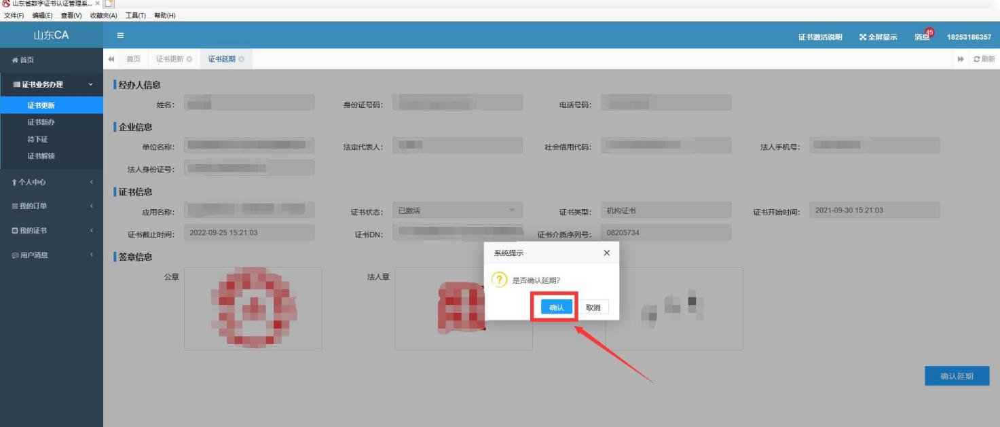 山东省数字证书认证管理系...
文件(F) 编辑(E) 查看(V) 收藏夹(A) 工具(T) 帮助(H)
山东CA
证书激活说明 全屏显示 消息 45 18253186357
首页
首页 证书更新 证书延期 刷新
证书业务办理
证书更新
证书新办
待下证
证书解锁
个人中心
我的订单
我的证书
用户消息
经办人信息
姓名: 身份证号码: 电话号码:
企业信息
单位名称: 法定代表人: 社会信用代码: 法人手机号:
法人身份证号:
证书信息
应用名称: 证书状态: 已激活 证书类型: 机构证书 证书开始时间: 2021-09-30 15:21:03
证书截止时间: 2022-09-25 15:21:03 证书DN: 证书介质序列号: 08205734
签章信息
公章 法人章
系统提示
是否确认延期?
确认 取消
确认延期